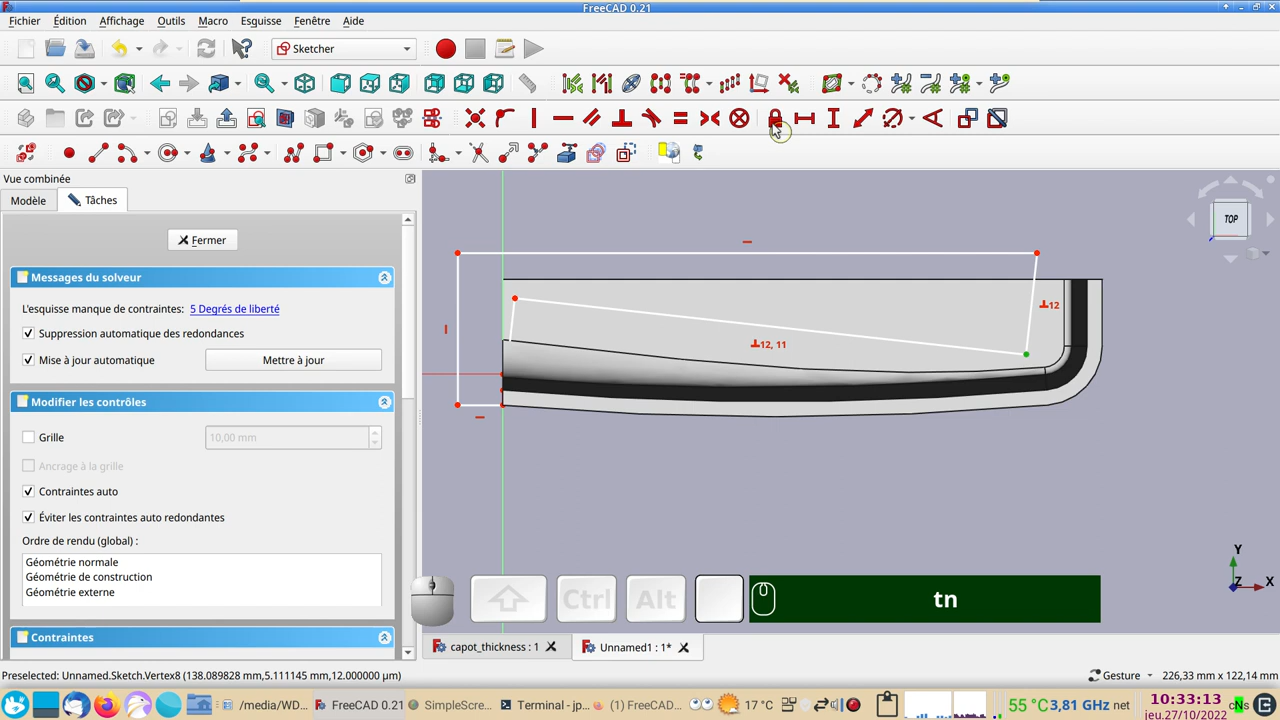 FreeCAD 0.21
Fichier Édition Affichage Outils Macro Esquisse Fenêtre Aide
Sketcher
Vue combinée
Modèle Tâches
Fermer
Messages du solveur
L'esquisse manque de contraintes: 5 Degrés de liberté
Suppression automatique des redondances
Mise à jour automatique Mettre à jour
Modifier les contrôles
Grille 10,00 mm
Ancrage à la grille
Contraintes auto
Éviter les contraintes auto redondantes
Ordre de rendu (global) :
Géométrie normale
Géométrie de construction
Géométrie externe
Contraintes
TOP
12
12, 11
Y
Z X
Ctrl Alt tn
capot_thickness : 1 Unnamed1 : 1*
Preselected: Unnamed.Sketch.Vertex8 (138.089828 mm,5.111145 mm,12.000000 µm) Gesture 226,33 mm x 122,14 mm
/media/WD... FreeCAD 0.21 SimpleScre... Terminal - jp... (1) FreeCAD... 17 °C 55 °C 3,81 GHz net 10:33:13 cNs
jeu.27/10/2022